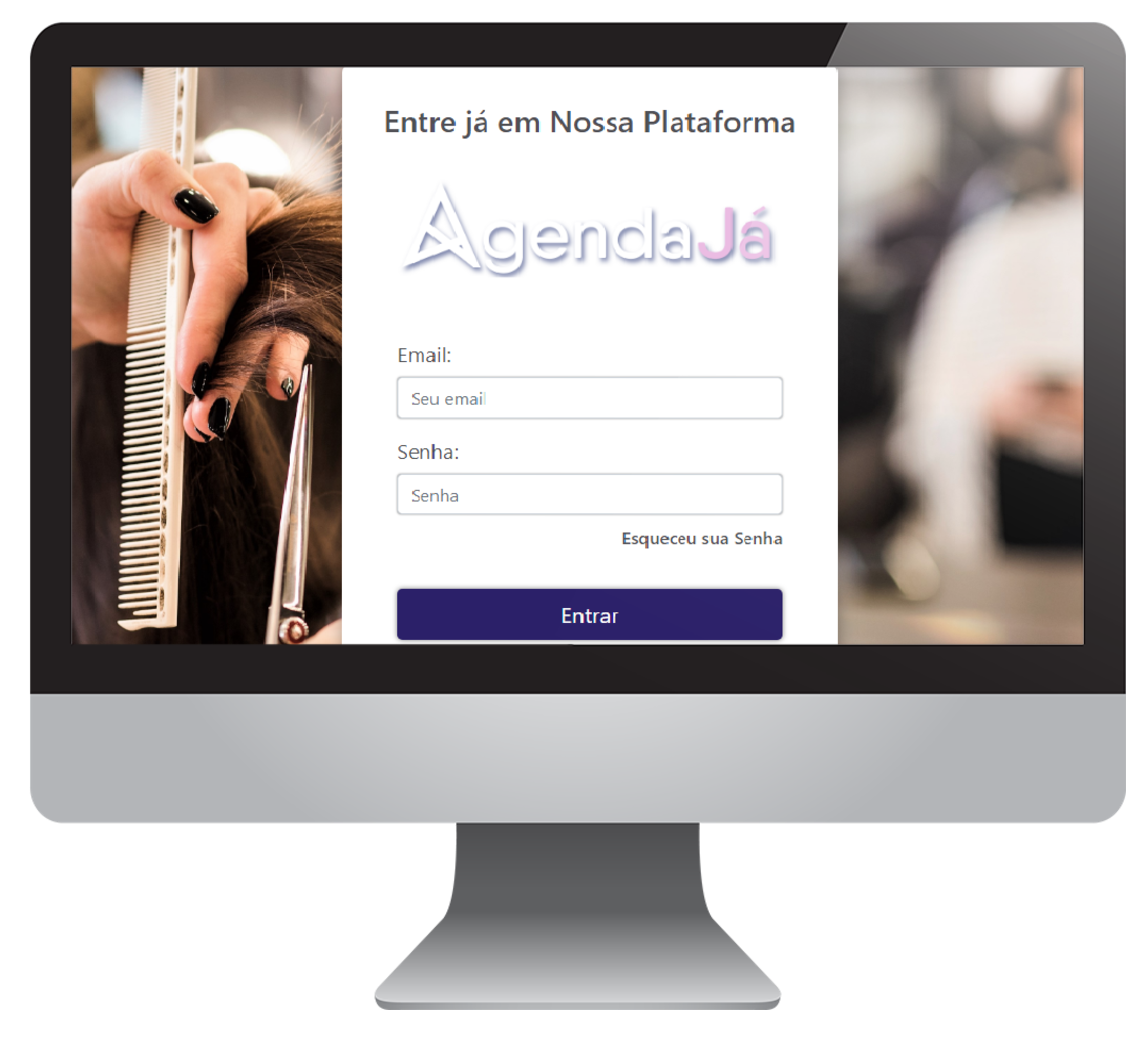 Entre já em Nossa Plataforma
AgendaJá
Email:
Seu email
Senha:
Senha
Esqueceu sua Senha
Entrar